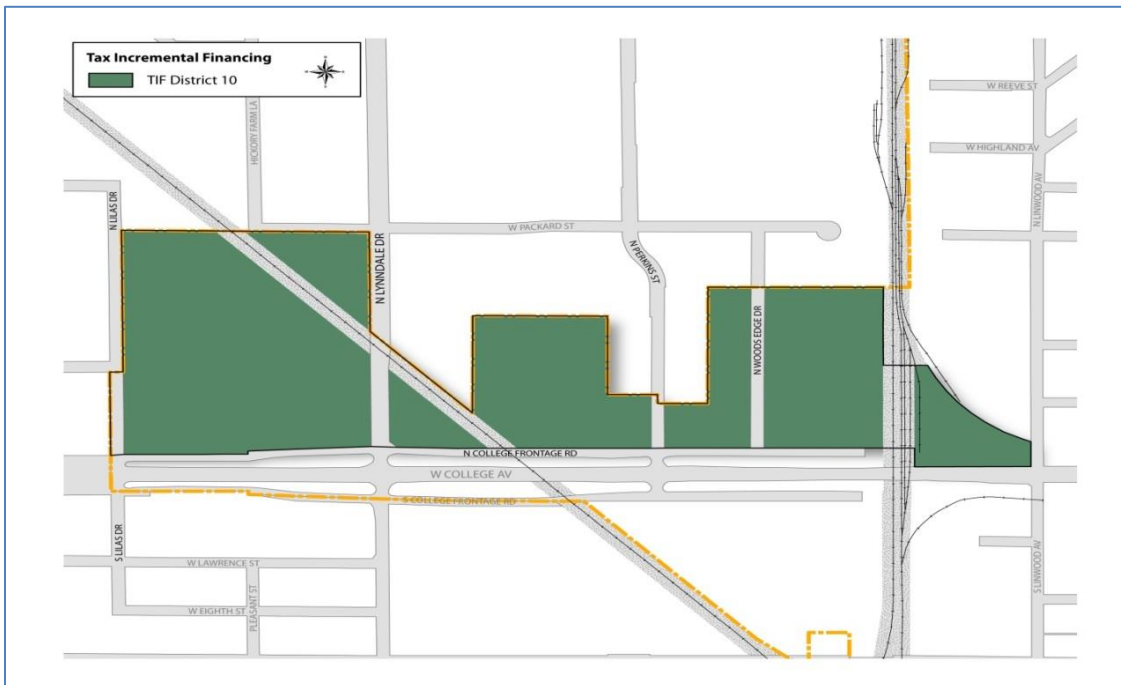 Tax Incremental Financing
TIF District 10
HICKORY FARM LA
W REEVE ST
W HIGHLAND AV
N LINWOOD AV
N LILAS DR
W PACKARD ST
N LYNNDALE DR
N PERKINS ST
N WOODS EDGE DR
N COLLEGE FRONTAGE RD
W COLLEGE AV
S COLLEGE FRONTAGE RD
S LILAS DR
W LAWRENCE ST
PLEASANT ST
W EIGHTH ST
S LINWOOD AV